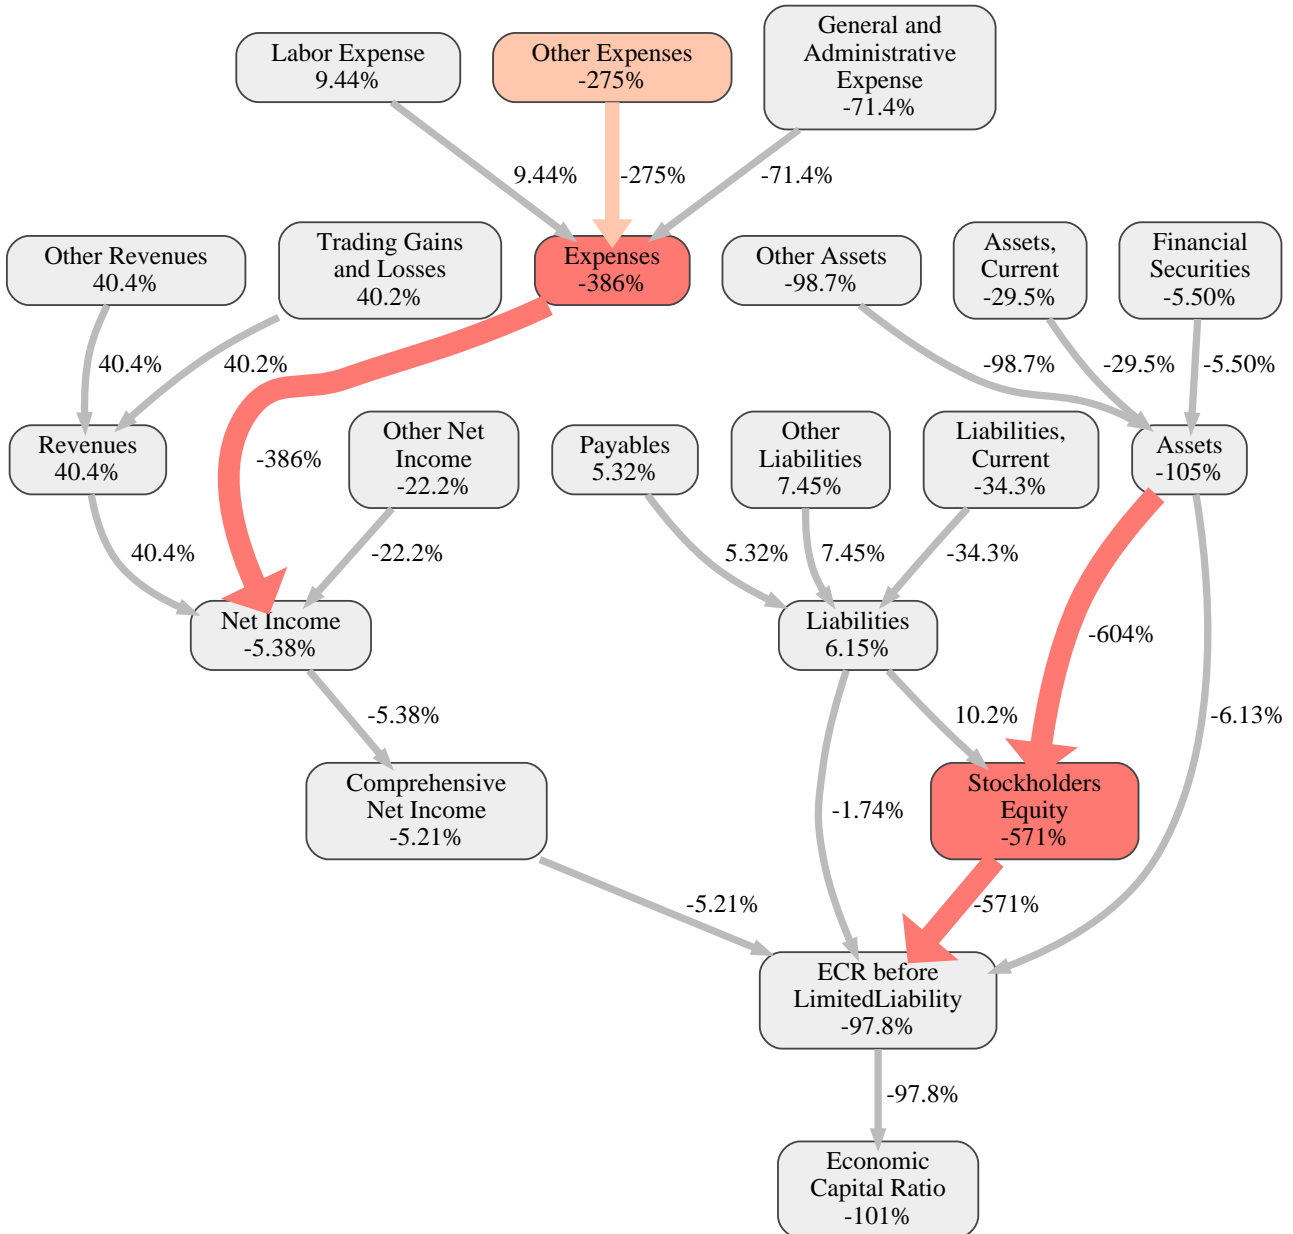 Labor Expense
9.44%
Other Expenses
-275%
General and
Administrative
Expense
-71.4%
9.44%
-275%
-71.4%
Other Revenues
40.4%
Trading Gains
and Losses
40.2%
Expenses
-386%
Other Assets
-98.7%
Assets,
Current
-29.5%
Financial
Securities
-5.50%
40.4%
40.2%
-98.7%
-29.5%
-5.50%
Revenues
40.4%
-386%
Other Net
Income
-22.2%
Payables
5.32%
Other
Liabilities
7.45%
Liabilities,
Current
-34.3%
Assets
-105%
40.4%
-22.2%
5.32%
7.45%
-34.3%
Net Income
-5.38%
Liabilities
6.15%
-604%
-5.38%
10.2%
-6.13%
Comprehensive
Net Income
-5.21%
-1.74%
Stockholders
Equity
-571%
-5.21%
-571%
ECR before
LimitedLiability
-97.8%
-97.8%
Economic
Capital Ratio
-101%